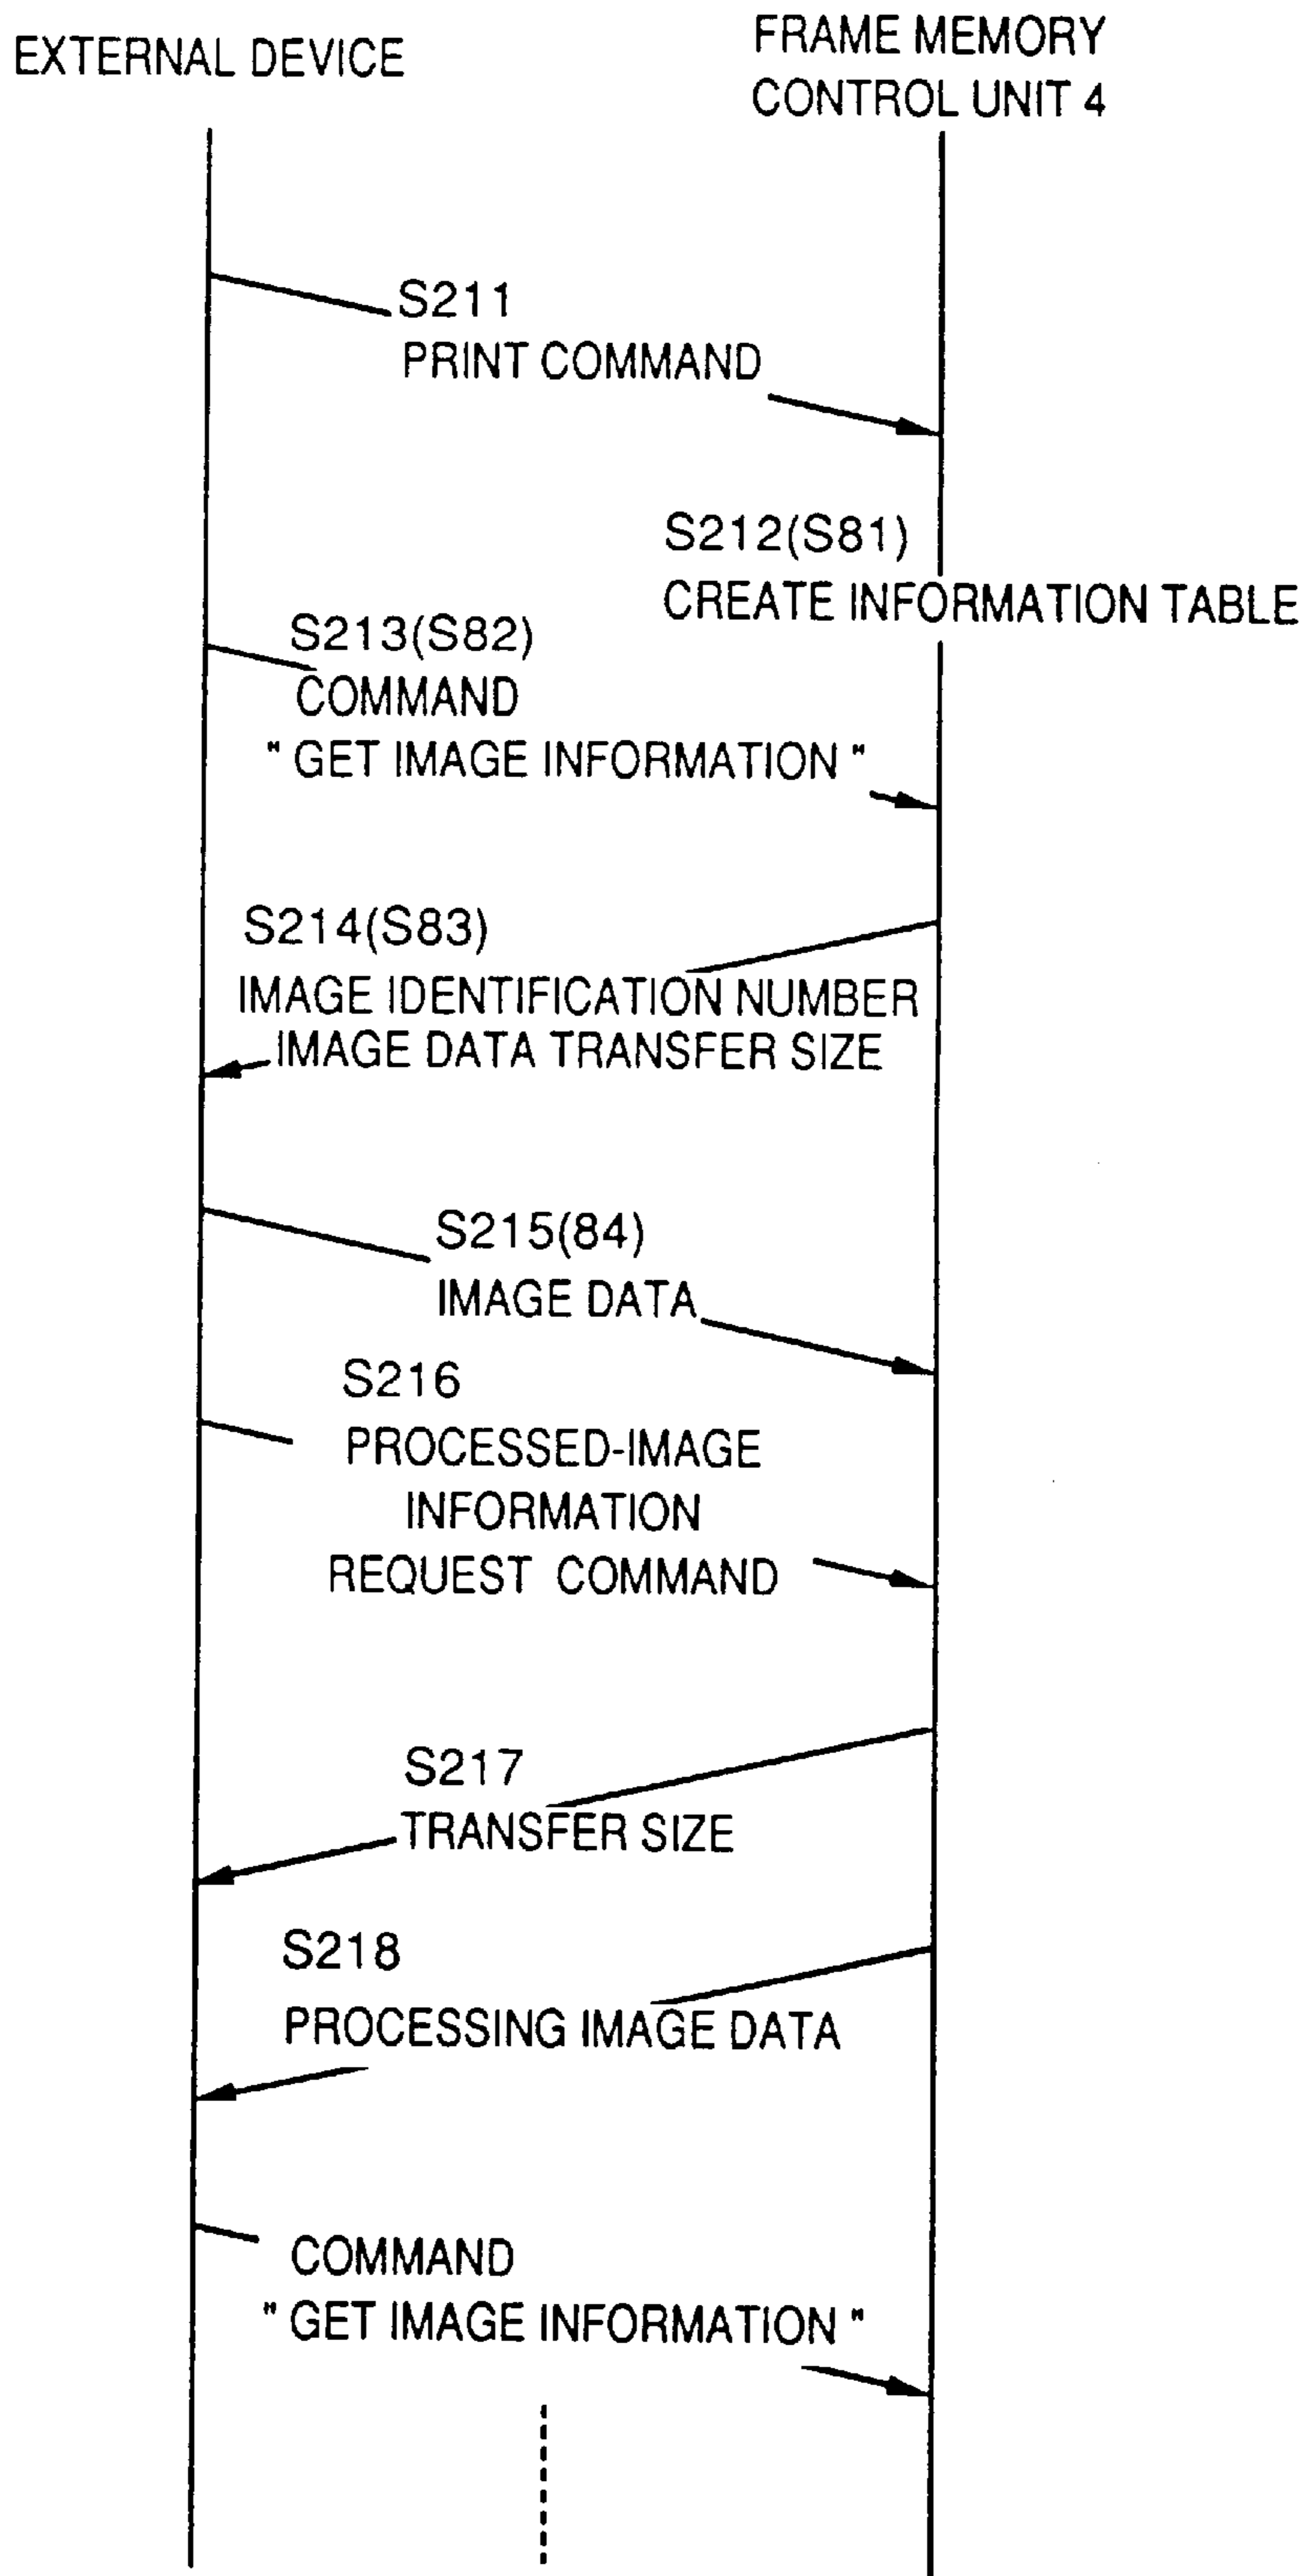 EXTERNAL DEVICE
FRAME MEMORY
CONTROL UNIT 4
S211
PRINT COMMAND
S212(S81)
CREATE INFORMATION TABLE
S213(S82)
COMMAND
" GET IMAGE INFORMATION "
S214(S83)
IMAGE IDENTIFICATION NUMBER
IMAGE DATA TRANSFER SIZE
S215(84)
IMAGE DATA
S216
PROCESSED-IMAGE
INFORMATION
REQUEST COMMAND
S217
TRANSFER SIZE
S218
PROCESSING IMAGE DATA
COMMAND
" GET IMAGE INFORMATION "